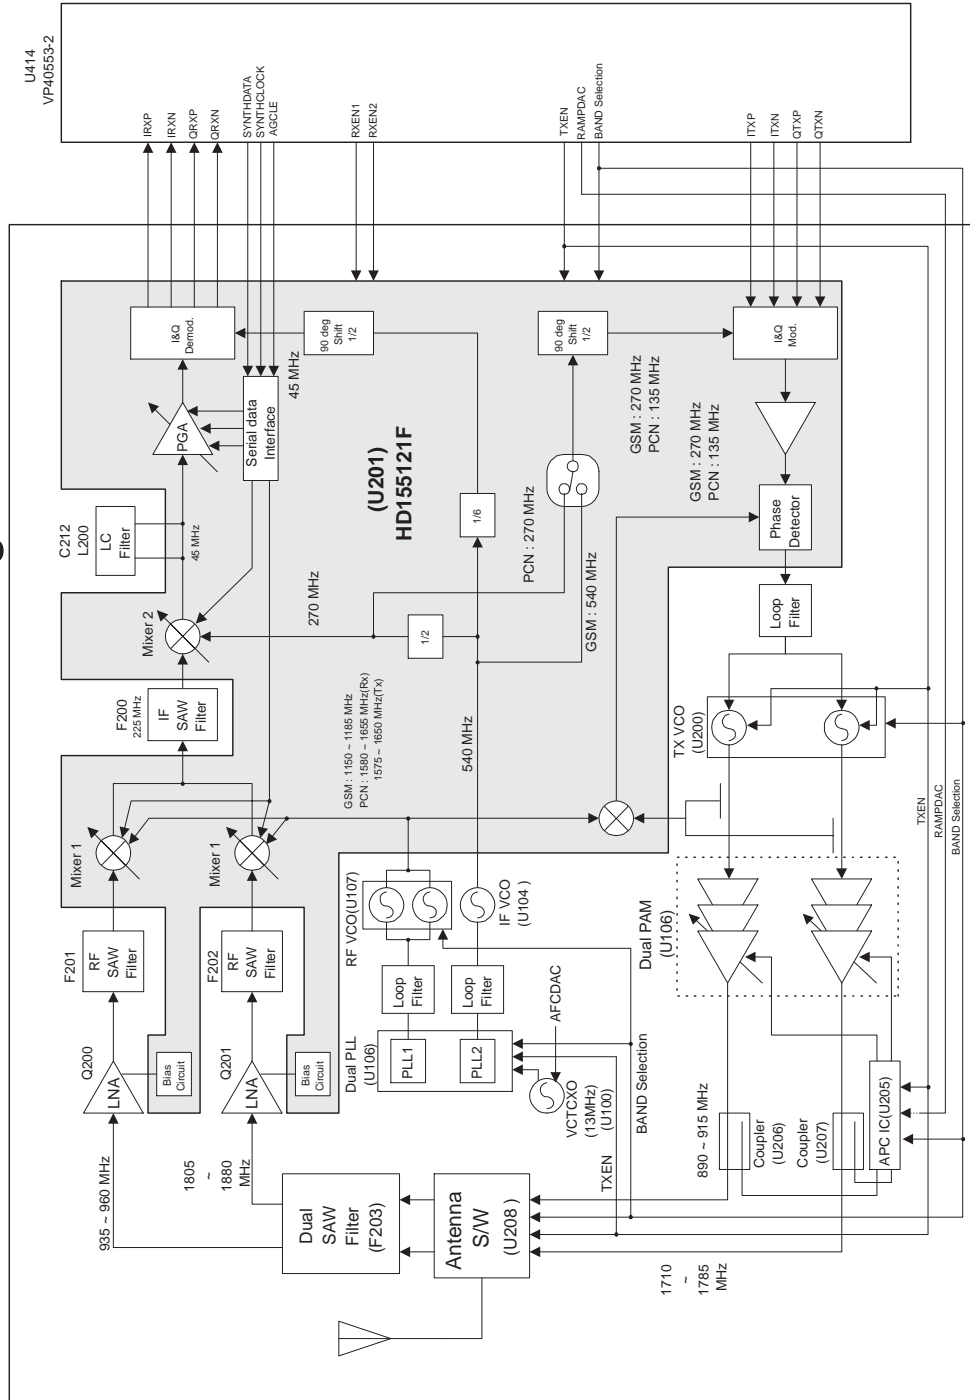 U414
VP40553-2
IRXP
IRXN
QRXP
QRXN
SYNTHDATA
SYNTHCLOCK
AGCLE
RXEN1
RXEN2
TXEN
RAMPDAC
BAND Selection
ITXP
ITXN
QTXP
QTXN
I&Q
Demod.
90 deg
Shift
1/2
90 deg
Shift
1/2
I&Q
Mod.
PGA
Serial data
Interface
45 MHz
(U201)
HD155121F
GSM : 270 MHz
PCN : 135 MHz
GSM : 270 MHz
PCN : 135 MHz
C212
L200
LC
Filter
45 MHz
1/6
PCN : 270 MHz
Phase
Detector
Mixer 2
270 MHz
1/2
GSM : 540 MHz
Loop
Filter
F200
225 MHz
IF
SAW
Filter
GSM : 1150 ~ 1185 MHz
PCN : 1580 ~ 1655 MHz(Rx)
1575 ~ 1650 MHz(Tx)
540 MHz
TX VCO
(U200)
Mixer 1
Mixer 1
TXEN
RAMPDAC
BAND Selection
F201
RF
SAW
Filter
F202
RF
SAW
Filter
RF VCO(U107)
IF VCO
(U104 )
Dual PAM
(U106)
Loop
Filter
Loop
Filter
Q200
LNA
Bias
Circuit
Q201
LNA
Bias
Circuit
Dual PLL
(U106)
PLL1
PLL2
AFCDAC
VCTCXO
(13MHz)
(U100)
BAND Selection
890 ~ 915 MHz
Coupler
(U206)
Coupler
(U207)
APC IC(U205)
935 ~ 960 MHz
1805
~
1880
MHz
TXEN
Dual
SAW
Filter
(F203)
Antenna
S/W
(U208 )
1710
~
1785
MHz